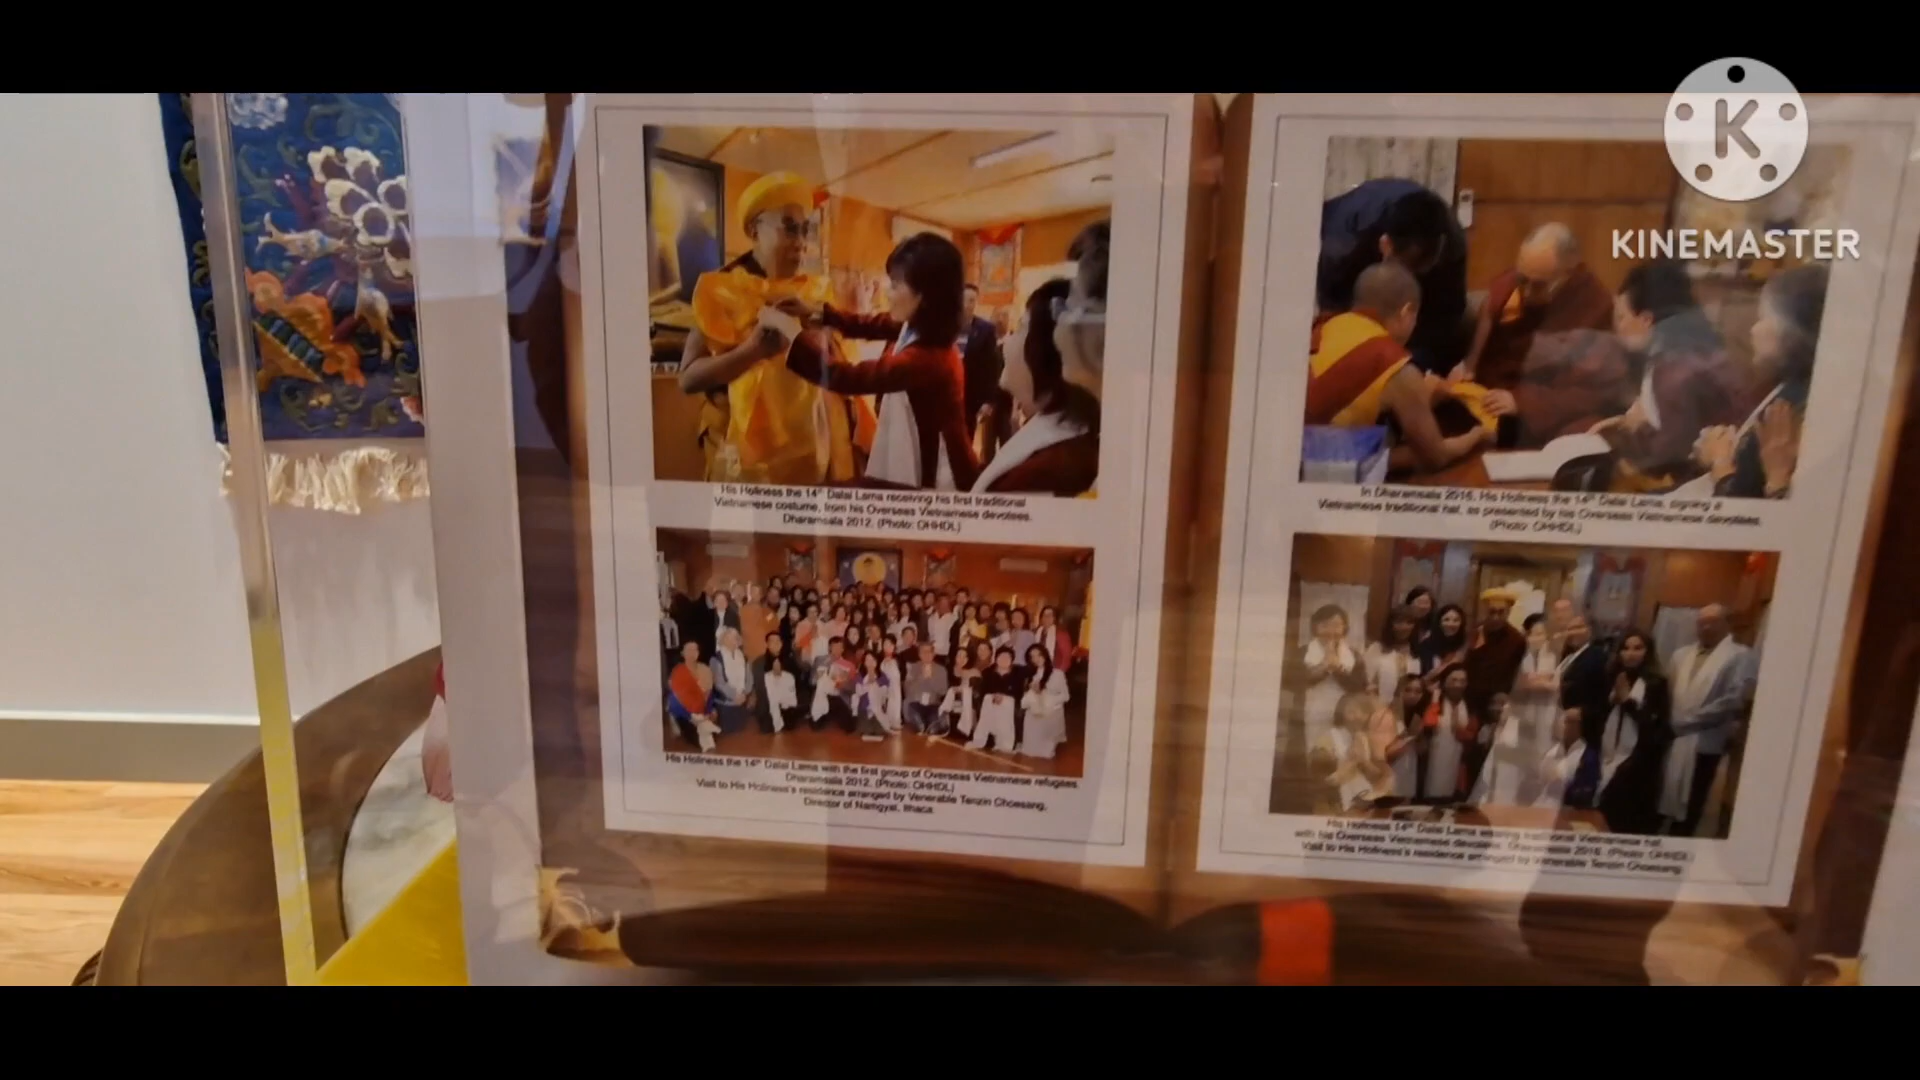 His Holiness the 14th Dalai Lama receiving his first traditional
Vietnamese costume, from his Overseas Vietnamese devotees.
Dharamsala 2012. (Photo: OHHDL)
His Holiness the 14th Dalai Lama with the first group of Overseas Vietnamese refugees.
Dharamsala 2012. (Photo: OHHDL)
Visit to His Holiness's residence arranged by Venerable Tenzin Choesang,
Director of Namgyal, Ithaca.
In Dharamsala 2016, His Holiness the 14th Dalai Lama, signing a
Vietnamese traditional hat, as presented by his Overseas Vietnamese devotees.
(Photo: OHHDL)
His Holiness 14th Dalai Lama wearing traditional Vietnamese hat,
with his Overseas Vietnamese devotees. Dharamsala 2016. (Photo: OHHDL)
Visit to His Holiness's residence arranged by Venerable Tenzin Choesang.
K
KINEMASTER